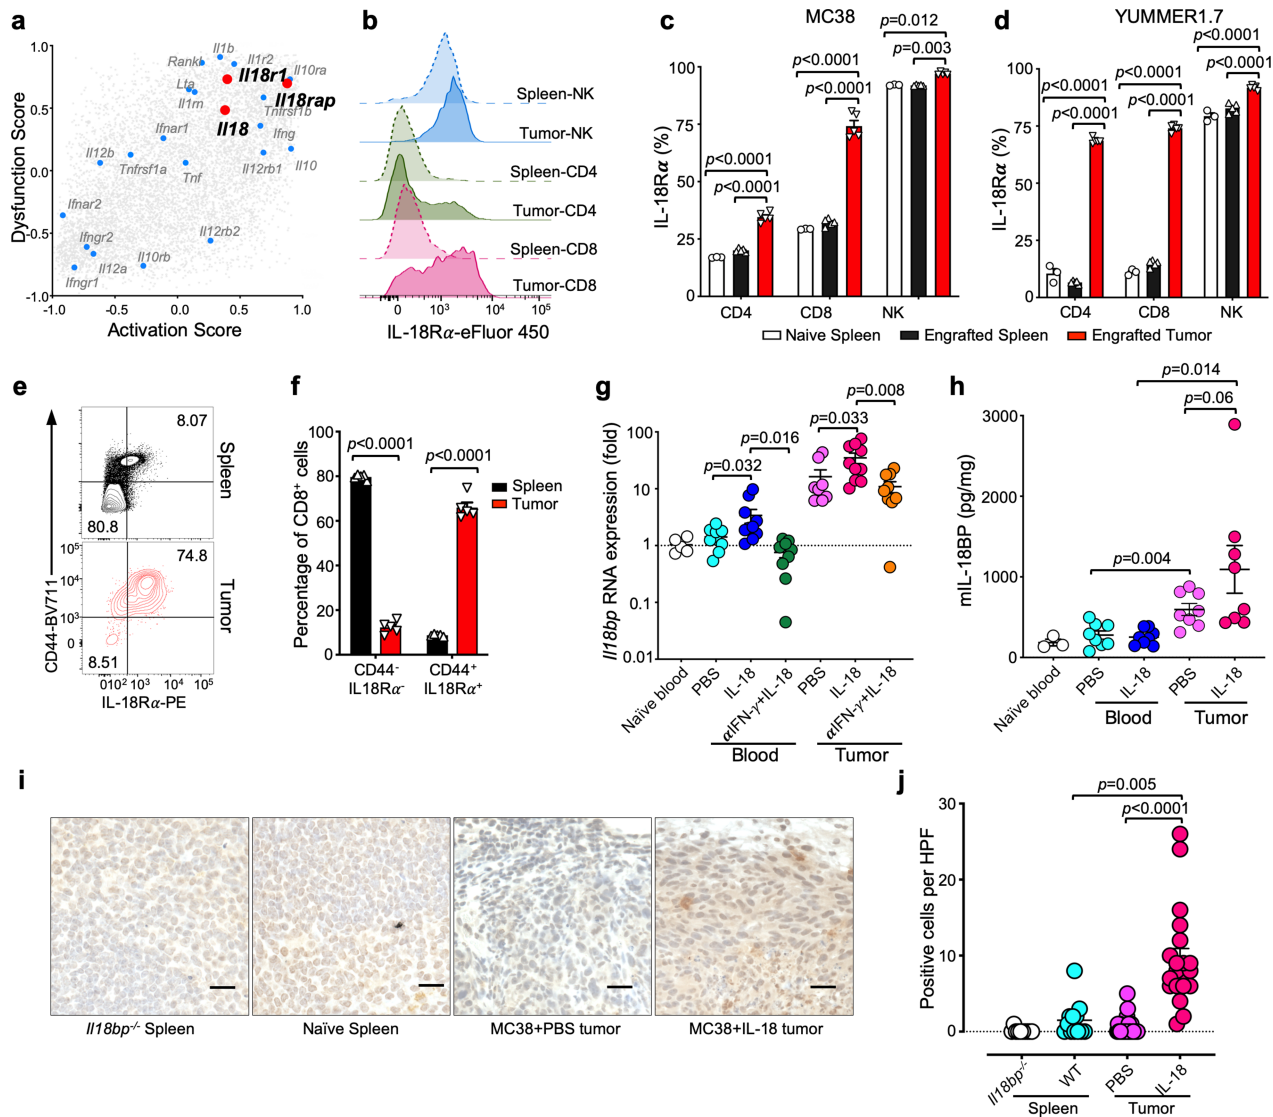 a
Dysfunction Score
1.0
0.5
0.0
-0.5
-1.0
-1.0
-0.5
0.0
0.5
1.0
Activation Score
Il1b
Rankl
Il1r2
Il18r1
Il10ra
Lta
Il1rn
Il18rap
Tnfrsf1b
Il18
Ifnar1
Ifng
Il12b
Tnfrsf1a
Tnf
Il12rb1
Il10
Ifnar2
Ifngr2
Il12rb2
Il12a
Il10rb
Ifngr1
b
Spleen-NK
Tumor-NK
Spleen-CD4
Tumor-CD4
Spleen-CD8
Tumor-CD8
0
10³
10⁴
10⁵
IL-18Rα-eFluor 450
c
MC38
IL-18Rα (%)
100
75
50
25
0
p<0.0001
p<0.0001
p<0.0001
p<0.0001
p=0.012
p=0.003
CD4
CD8
NK
d
YUMMER1.7
IL-18Rα (%)
100
75
50
25
0
p<0.0001
p<0.0001
p<0.0001
p<0.0001
p<0.0001
p<0.0001
CD4
CD8
NK
Naive Spleen
Engrafted Spleen
Engrafted Tumor
e
8.07
80.8
Spleen
10⁵
10⁴
10³
0
74.8
8.51
Tumor
CD44-BV711
010² 10³ 10⁴ 10⁵
IL-18Rα-PE
f
Percentage of CD8⁺ cells
100
80
60
40
20
0
p<0.0001
p<0.0001
Spleen
Tumor
CD44⁻
IL18Rα⁻
CD44⁺
IL18Rα⁺
g
Il18bp RNA expression (fold)
100
10
1
0.1
0.01
p=0.032
p=0.016
p=0.033
p=0.008
Naïve blood
PBS
IL-18
αIFN-γ+IL-18
PBS
IL-18
αIFN-γ+IL-18
Blood
Tumor
h
mIL-18BP (pg/mg)
3000
2000
1000
0
p=0.014
p=0.06
p=0.004
Naïve blood
PBS
IL-18
PBS
IL-18
Blood
Tumor
i
Il18bp⁻/⁻ Spleen
Naïve Spleen
MC38+PBS tumor
MC38+IL-18 tumor
j
Positive cells per HPF
30
20
10
0
p=0.005
p<0.0001
Il18bp⁻/⁻
WT
PBS
IL-18
Spleen
Tumor